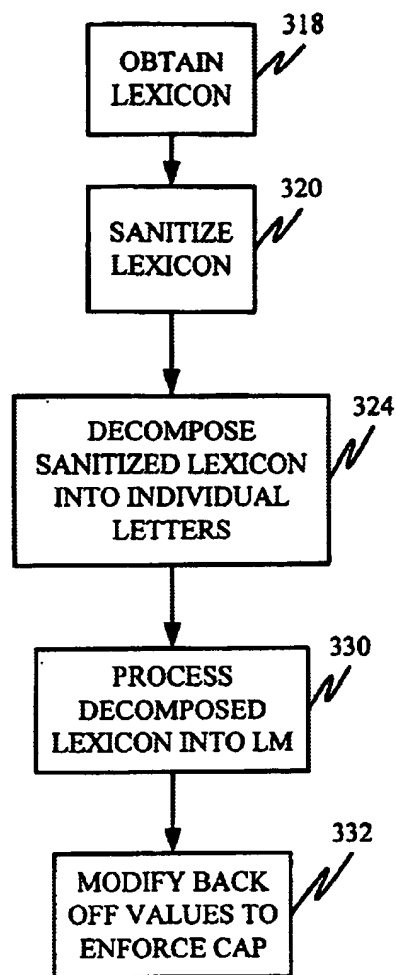 318
OBTAIN
LEXICON
320
SANITIZE
LEXICON
324
DECOMPOSE
SANITIZED LEXICON
INTO INDIVIDUAL
LETTERS
330
PROCESS
DECOMPOSED
LEXICON INTO LM
332
MODIFY BACK
OFF VALUES TO
ENFORCE CAP